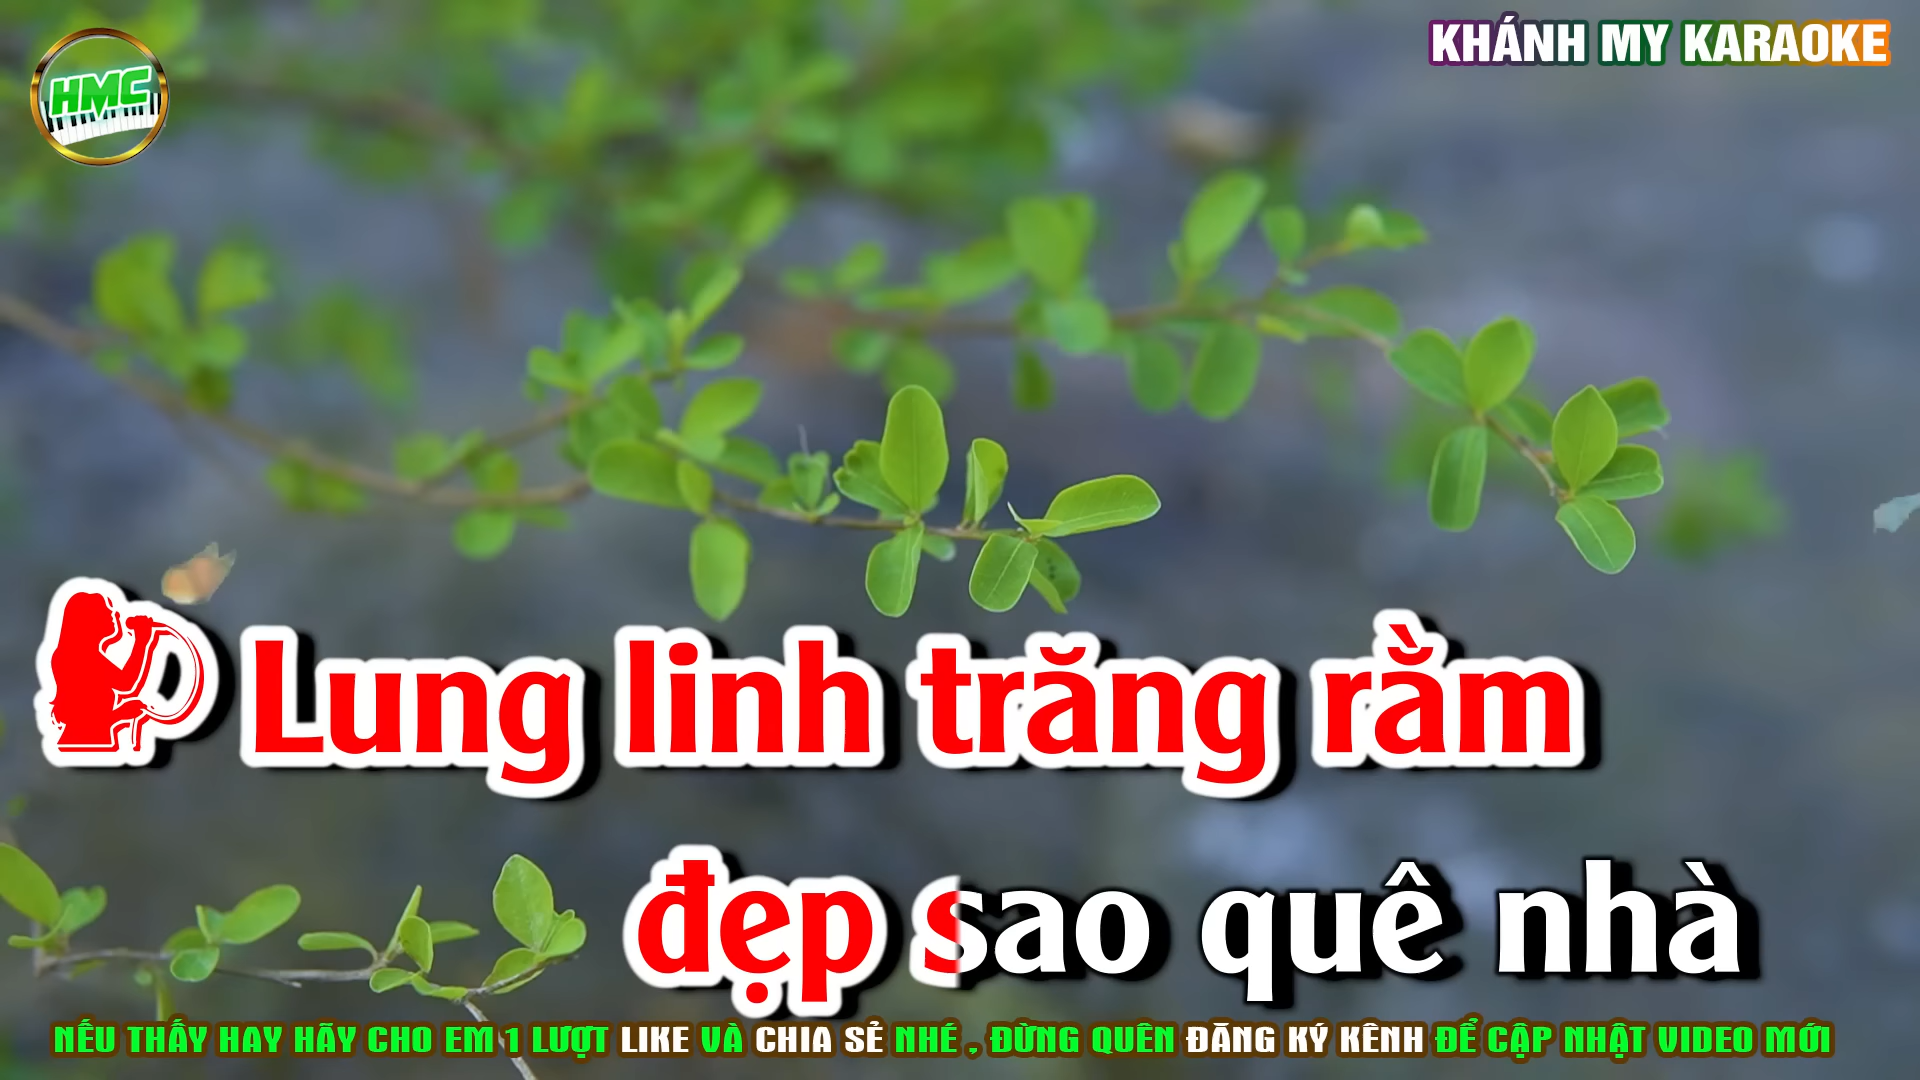 HMC
KHÁNH MY KARAOKE
Lung linh trăng rằm
đẹp sao quê nhà
NẾU THẤY HAY HÃY CHO EM 1 LƯỢT LIKE VÀ CHIA SẺ NHÉ , ĐỪNG QUÊN ĐĂNG KÝ KÊNH ĐỂ CẬP NHẬT VIDEO MỚI